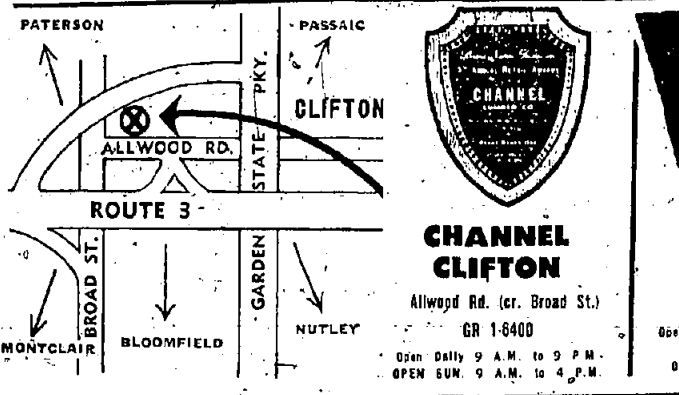 PATERSON
PASSAIC
CLIFTON
ALLWOOD RD.
ROUTE 3
BROAD ST.
GARDEN STATE PKY.
MONTCLAIR
BLOOMFIELD
NUTLEY
CHANNEL
CHANNEL
CLIFTON
Allwood Rd. (cr. Broad St.)
GR 1-6400
Open Daily 9 A.M. to 9 P.M.
OPEN SUN. 9 A.M. to 4 P.M.